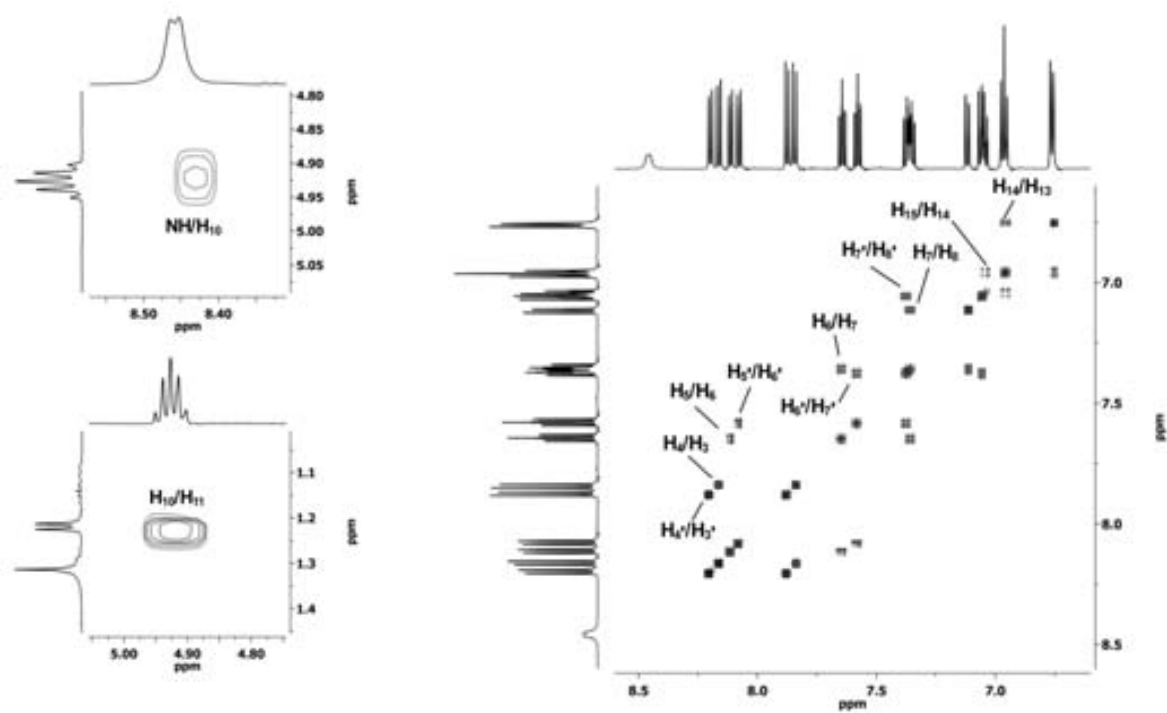 4.80
4.85
4.90
4.95
5.00
5.05
ppm
NH/H₁₀
8.50 8.40
ppm
H₁₀/H₁₁
1.1
1.2
1.3
1.4
ppm
5.00 4.90 4.80
ppm
H₁₄/H₁₃
H₁₅/H₁₄
H₇'/H₈' H₇/H₈
H₆/H₇
H₅'/H₆'
H₅/H₆ H₆'/H₇'
H₄/H₃
H₄'/H₃'
7.0
7.5
8.0
8.5
ppm
8.5 8.0 7.5 7.0
ppm